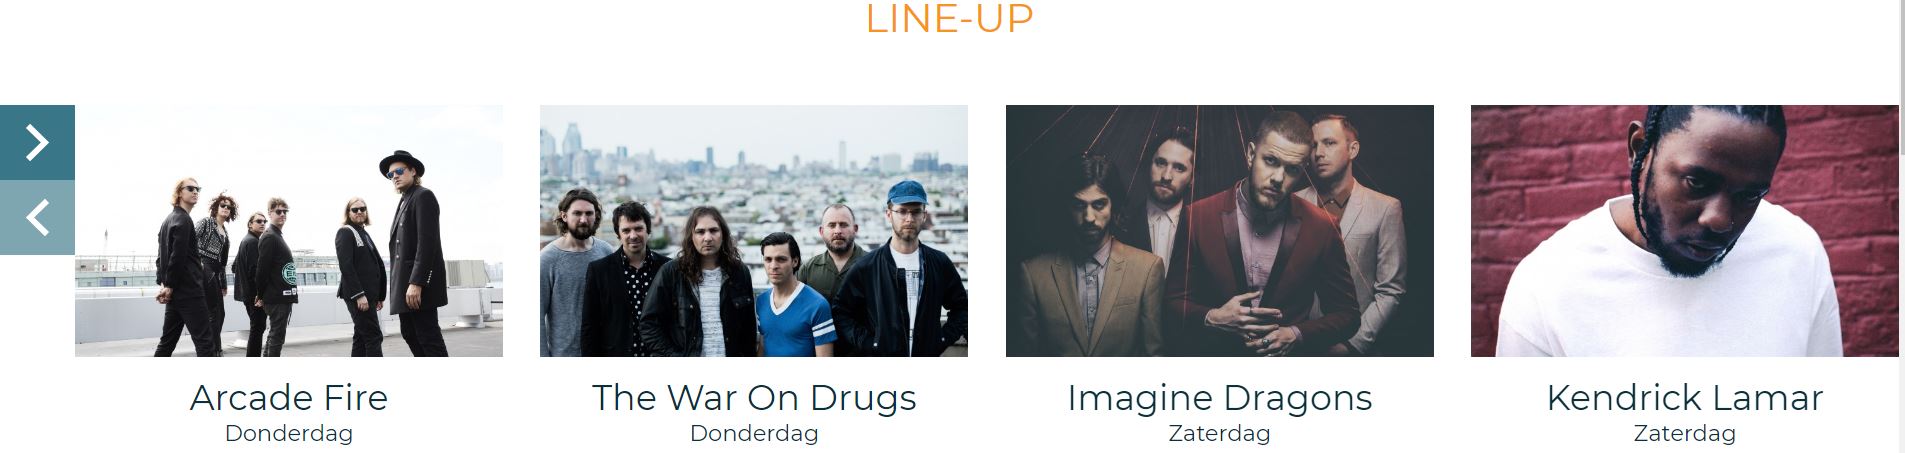 LINE-UP
Arcade Fire
Donderdag
The War On Drugs
Donderdag
Imagine Dragons
Zaterdag
Kendrick Lamar
Zaterdag